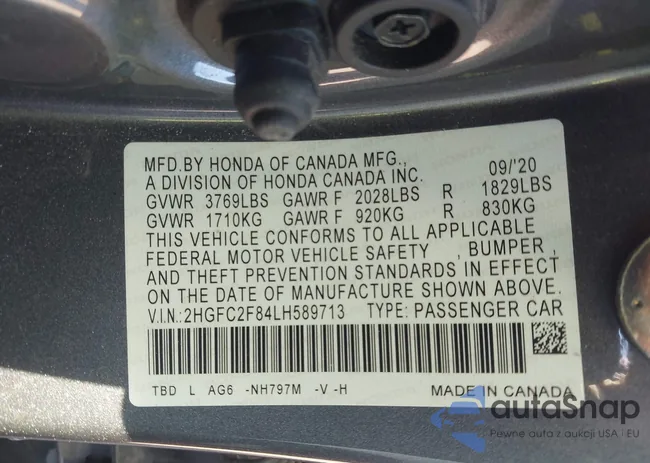 MFD.BY HONDA OF CANADA MFG., 09/'20
A DIVISION OF HONDA CANADA INC.
GVWR 3769LBS GAWR F 2028LBS R 1829LBS
GVWR 1710KG GAWR F 920KG R 830KG
THIS VEHICLE CONFORMS TO ALL APPLICABLE
FEDERAL MOTOR VEHICLE SAFETY , BUMPER ,
AND THEFT PREVENTION STANDARDS IN EFFECT
ON THE DATE OF MANUFACTURE SHOWN ABOVE.
V.I.N.:2HGFC2F84LH589713 TYPE: PASSENGER CAR
TBD L AG6 -NH797M -V -H MADE IN CANADA
autoSnap
Pewne auta z aukcji USA i EU